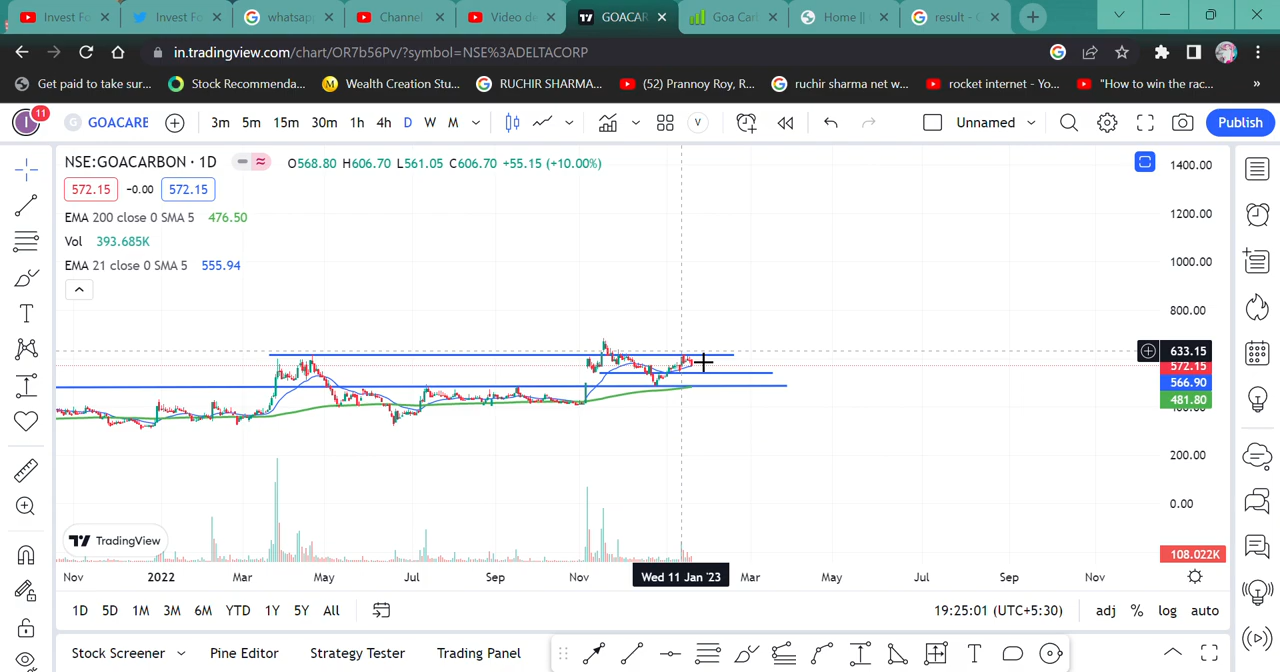 Invest Fo
Invest Fo
whatsapp
Channel
Video de
GOACAR
Goa Carl
Home ||
result - G
in.tradingview.com/chart/OR7b56Pv/?symbol=NSE%3ADELTACORP
Get paid to take sur...
Stock Recommenda...
Wealth Creation Stu...
RUCHIR SHARMA...
(52) Prannoy Roy, R...
ruchir sharma net w...
rocket internet - Yo...
"How to win the rac...
»
I
11
G
GOACARB
3m
5m
15m
30m
1h
4h
D
W
M
V
Unnamed
Publish
NSE:GOACARBON · 1D
O568.80 H606.70 L561.05 C606.70 +55.15 (+10.00%)
572.15
-0.00
572.15
EMA 200 close 0 SMA 5 476.50
Vol 393.685K
EMA 21 close 0 SMA 5 555.94
1400.00
1200.00
1000.00
800.00
633.15
572.15
566.90
481.80
400.00
200.00
0.00
108.022K
TradingView
Nov
2022
Mar
May
Jul
Sep
Nov
Wed 11 Jan '23
Mar
May
Jul
Sep
Nov
1D
5D
1M
3M
6M
YTD
1Y
5Y
All
19:25:01 (UTC+5:30)
adj
%
log
auto
Stock Screener
Pine Editor
Strategy Tester
Trading Panel